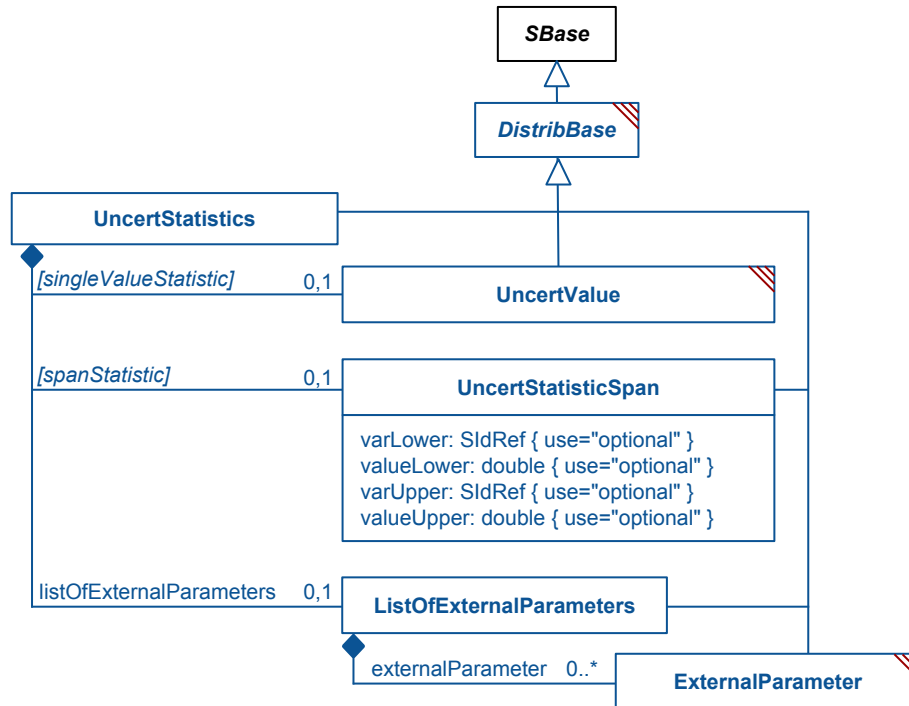 SBase
DistribBase
UncertStatistics
[singleValueStatistic] 0,1
UncertValue
[spanStatistic] 0,1
UncertStatisticSpan
varLower: SIdRef { use="optional" }
valueLower: double { use="optional" }
varUpper: SIdRef { use="optional" }
valueUpper: double { use="optional" }
listOfExternalParameters 0,1
ListOfExternalParameters
externalParameter 0..*
ExternalParameter